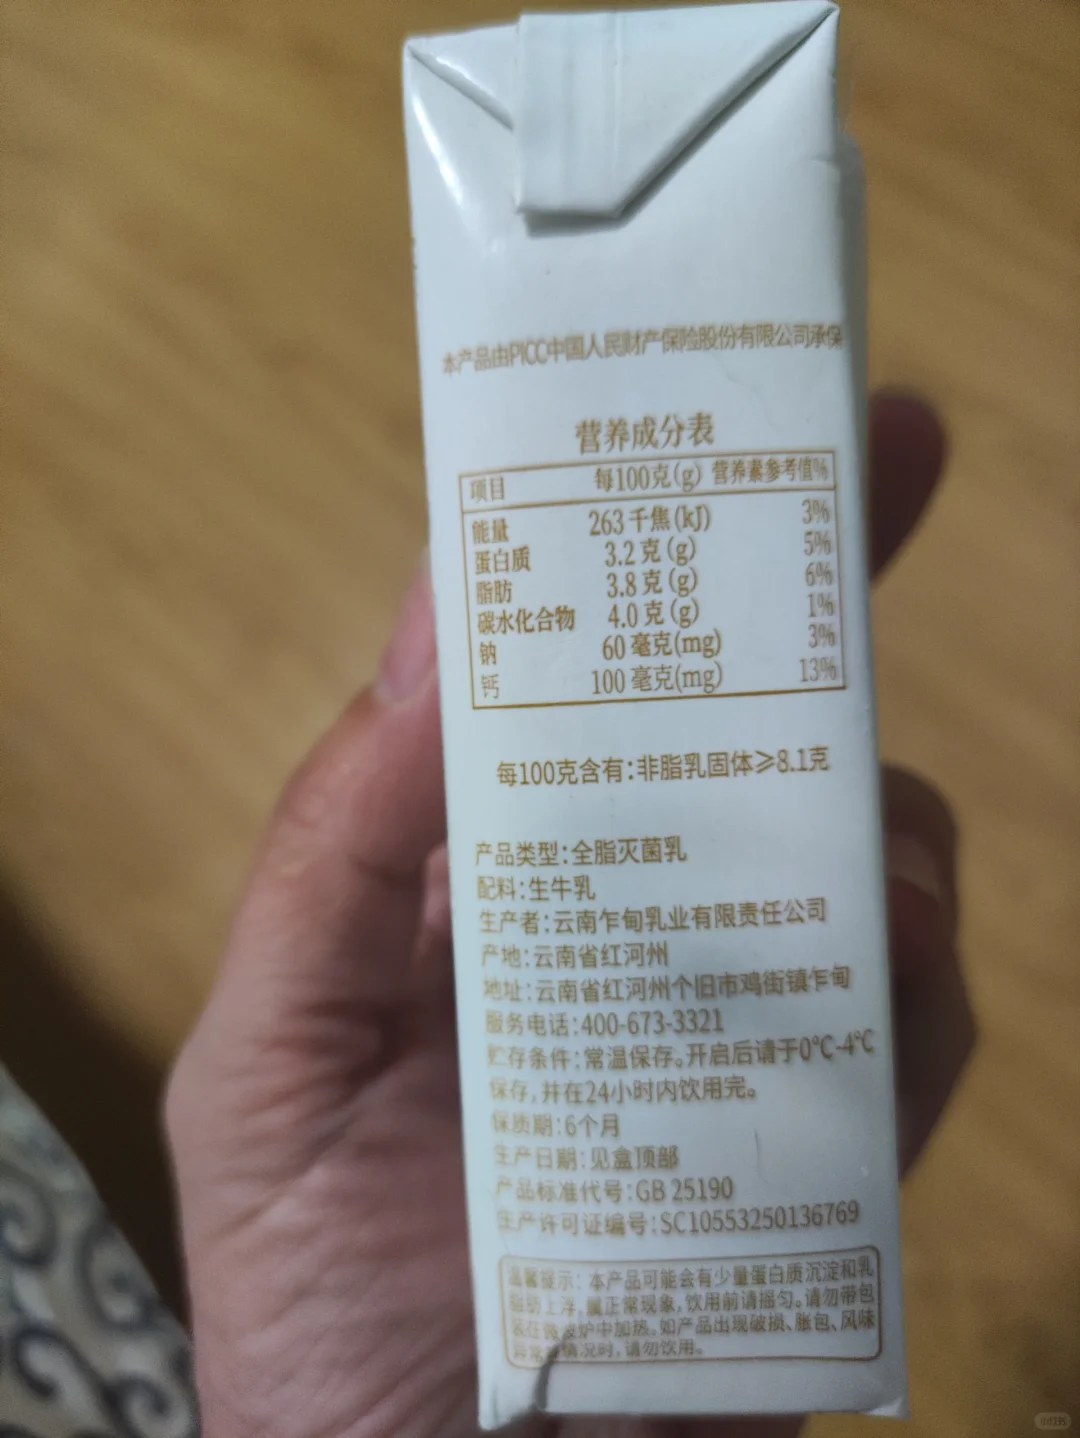 本产品由PICC中国人民财产保险股份有限公司承保
营养成分表
项目 每100克(g) 营养素参考值%
能量 263 千焦(kJ) 3%
蛋白质 3.2 克(g) 5%
脂肪 3.8 克(g) 6%
碳水化合物 4.0 克(g) 1%
钠 60 毫克(mg) 3%
钙 100 毫克(mg) 13%
每100克含有:非脂乳固体≥8.1克
产品类型:全脂灭菌乳
配料:生牛乳
生产者:云南乍甸乳业有限责任公司
产地:云南省红河州
地址:云南省红河州个旧市鸡街镇乍甸
服务电话:400-673-3321
贮存条件:常温保存。开启后请于0°C-4°C
保存,并在24小时内饮用完。
保质期:6个月
生产日期:见盒顶部
产品标准代号:GB 25190
生产许可证编号:SC10553250136769
温馨提示: 本产品可能会有少量蛋白质沉淀和乳
脂肪上浮,属正常现象,饮用前请摇匀。请勿带包
装在微波炉中加热。如产品出现破损、胀包、风味
异常等情况时,请勿饮用。
小红书